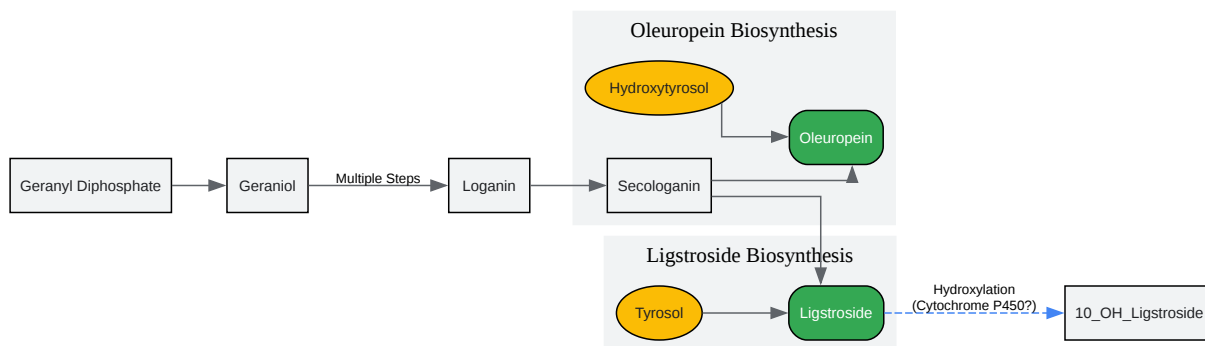 Oleuropein Biosynthesis
Hydroxytyrosol
Oleuropein
Geranyl Diphosphate
Geraniol
Multiple Steps
Loganin
Secologanin
Ligstroside Biosynthesis
Tyrosol
Ligstroside
Hydroxylation
(Cytochrome P450?)
10_OH_Ligstroside